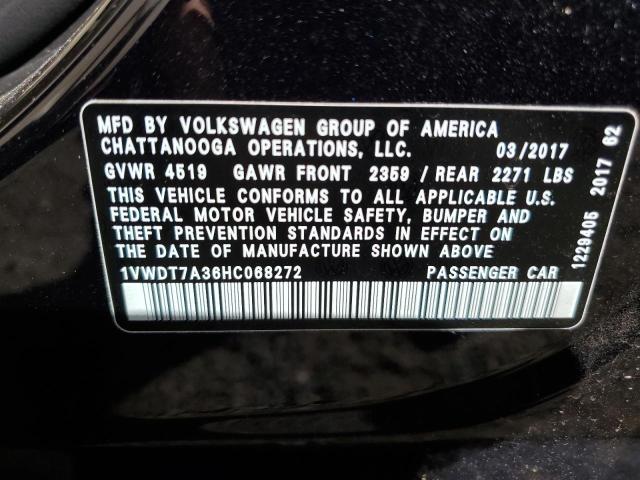 MFD BY VOLKSWAGEN GROUP OF AMERICA
CHATTANOOGA OPERATIONS, LLC. 03/2017
GVWR 4519 GAWR FRONT 2359 / REAR 2271 LBS
THIS VEHICLE CONFORMS TO ALL APPLICABLE U.S.
FEDERAL MOTOR VEHICLE SAFETY, BUMPER AND
THEFT PREVENTION STANDARDS IN EFFECT ON
THE DATE OF MANUFACTURE SHOWN ABOVE
1VWDT7A36HC068272 PASSENGER CAR
1229405 2017 62